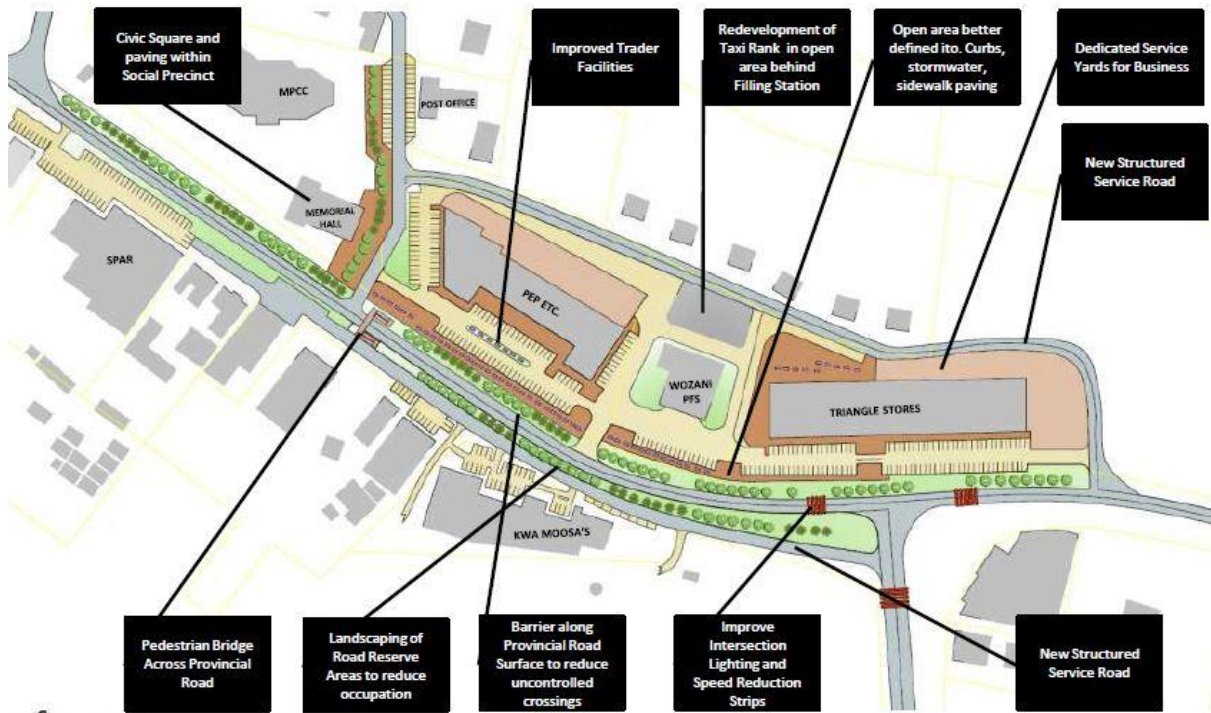 Civic Square and
paving within
Social Precinct
Improved Trader
Facilities
Redevelopment of
Taxi Rank in open
area behind
Filling Station
Open area better
defined ito. Curbs,
stormwater,
sidewalk paving
Dedicated Service
Yards for Business
New Structured
Service Road
MPCC
POST OFFICE
MEMORIAL
HALL
SPAR
PEP ETC.
WOZANI
PFS
TRIANGLE STORES
KWA MOOSA'S
Pedestrian Bridge
Across Provincial
Road
Landscaping of
Road Reserve
Areas to reduce
occupation
Barrier along
Provincial Road
Surface to reduce
uncontrolled
crossings
Improve
Intersection
Lighting and
Speed Reduction
Strips
New Structured
Service Road